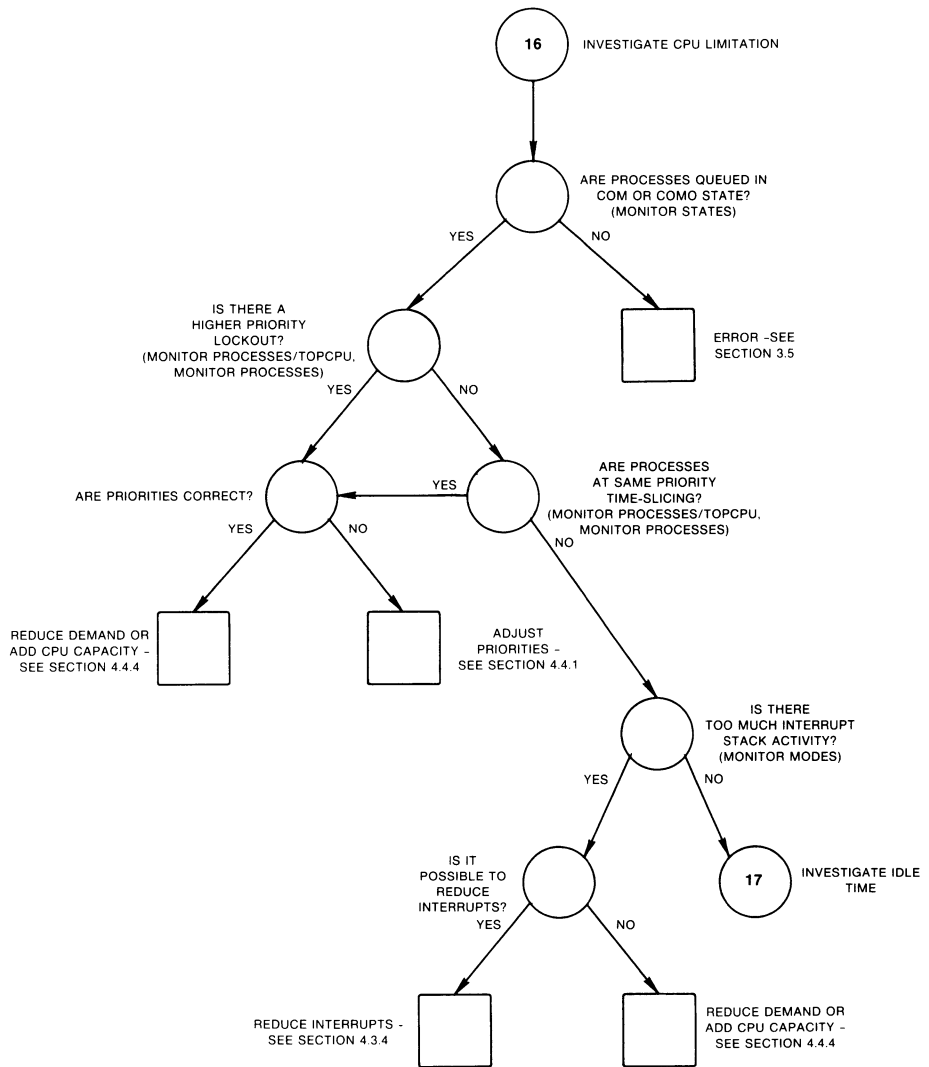 16
INVESTIGATE CPU LIMITATION
ARE PROCESSES QUEUED IN
COM OR COMO STATE?
(MONITOR STATES)
YES
NO
IS THERE A
HIGHER PRIORITY
LOCKOUT?
(MONITOR PROCESSES/TOPCPU,
MONITOR PROCESSES)
ERROR -SEE
SECTION 3.5
YES
NO
ARE PRIORITIES CORRECT?
YES
ARE PROCESSES
AT SAME PRIORITY
TIME-SLICING?
(MONITOR PROCESSES/TOPCPU,
MONITOR PROCESSES)
YES
NO
NO
REDUCE DEMAND OR
ADD CPU CAPACITY -
SEE SECTION 4.4.4
ADJUST
PRIORITIES -
SEE SECTION 4.4.1
IS THERE
TOO MUCH INTERRUPT
STACK ACTIVITY?
(MONITOR MODES)
YES
NO
IS IT
POSSIBLE TO
REDUCE
INTERRUPTS?
17
INVESTIGATE IDLE
TIME
YES
NO
REDUCE INTERRUPTS -
SEE SECTION 4.3.4
REDUCE DEMAND OR
ADD CPU CAPACITY -
SEE SECTION 4.4.4